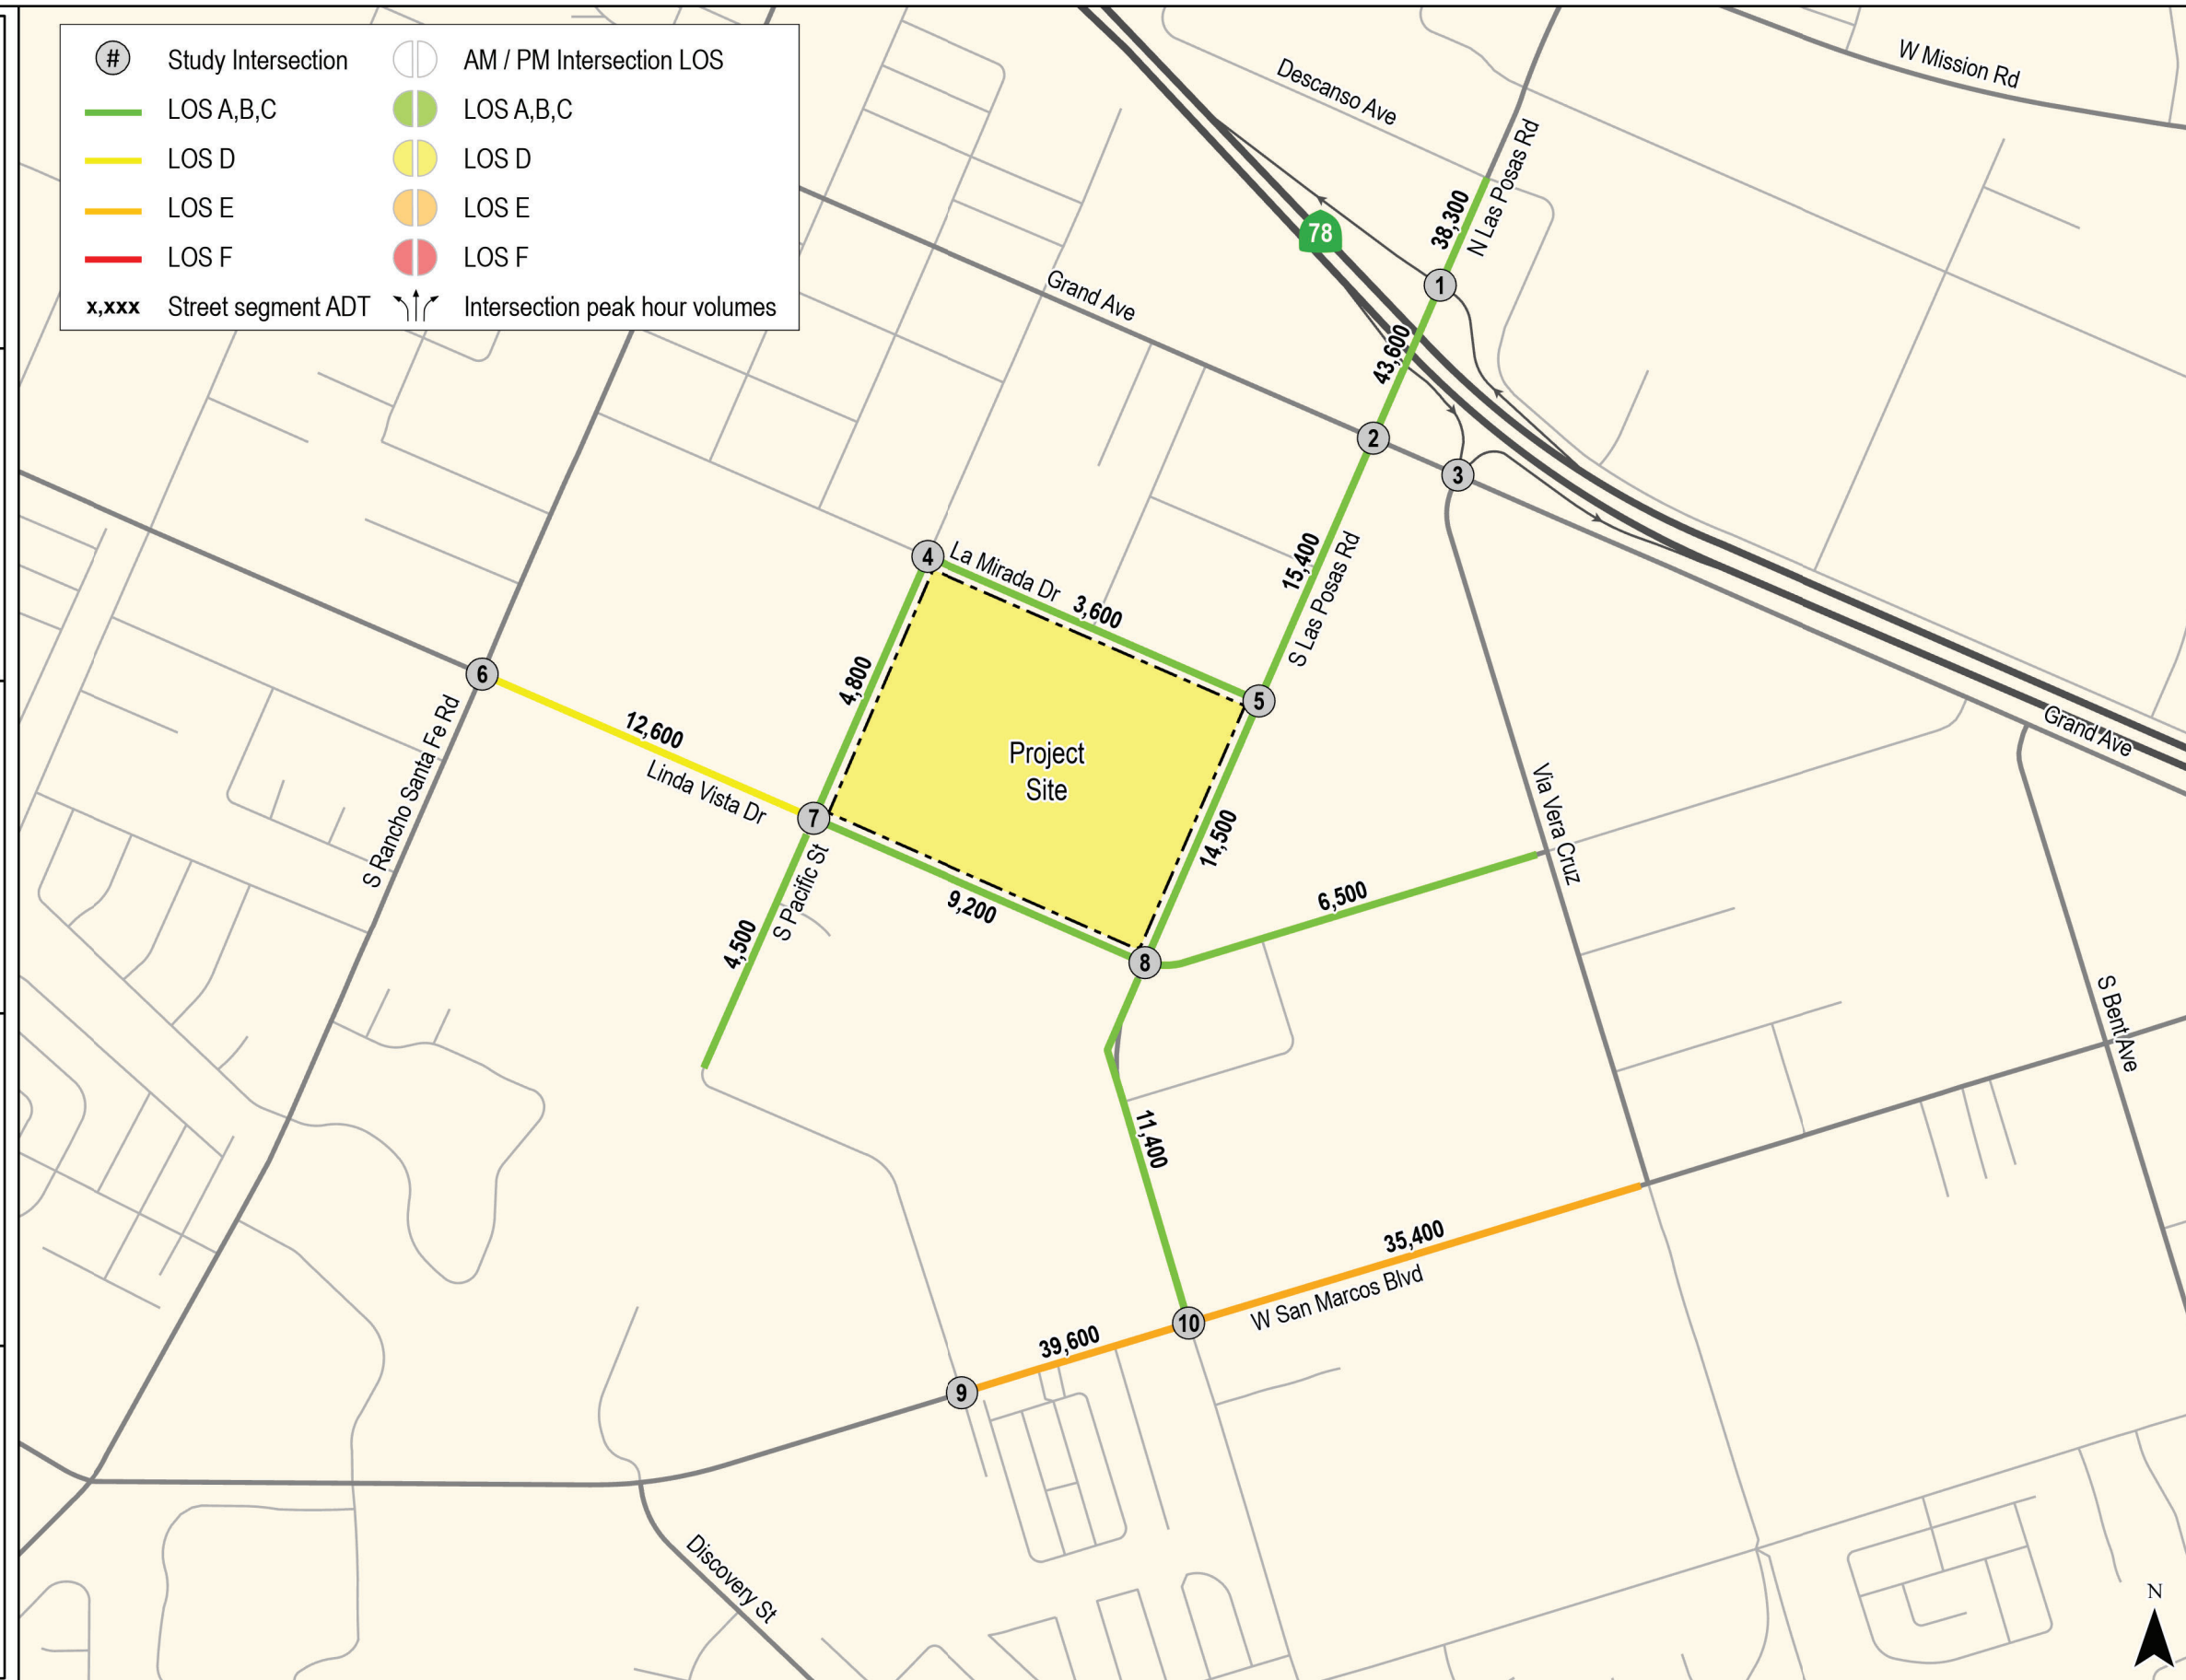 # Study Intersection AM / PM Intersection LOS
LOS A,B,C LOS A,B,C
LOS D LOS D
LOS E LOS E
LOS F LOS F
x,xxx Street segment ADT Intersection peak hour volumes
W Mission Rd
Descanso Ave
N Las Posas Rd
38,300
78
1
Grand Ave
43,600
2
3
4
La Mirada Dr
3,600
15,400
S Las Posas Rd
4,800
5
6
12,600
Linda Vista Dr
S Rancho Santa Fe Rd
Project
Site
Grand Ave
7
14,500
Via Vera Cruz
S Pacific St
9,200
6,500
4,500
8
S Bent Ave
11,400
35,400
W San Marcos Blvd
10
39,600
9
Discovery St
N